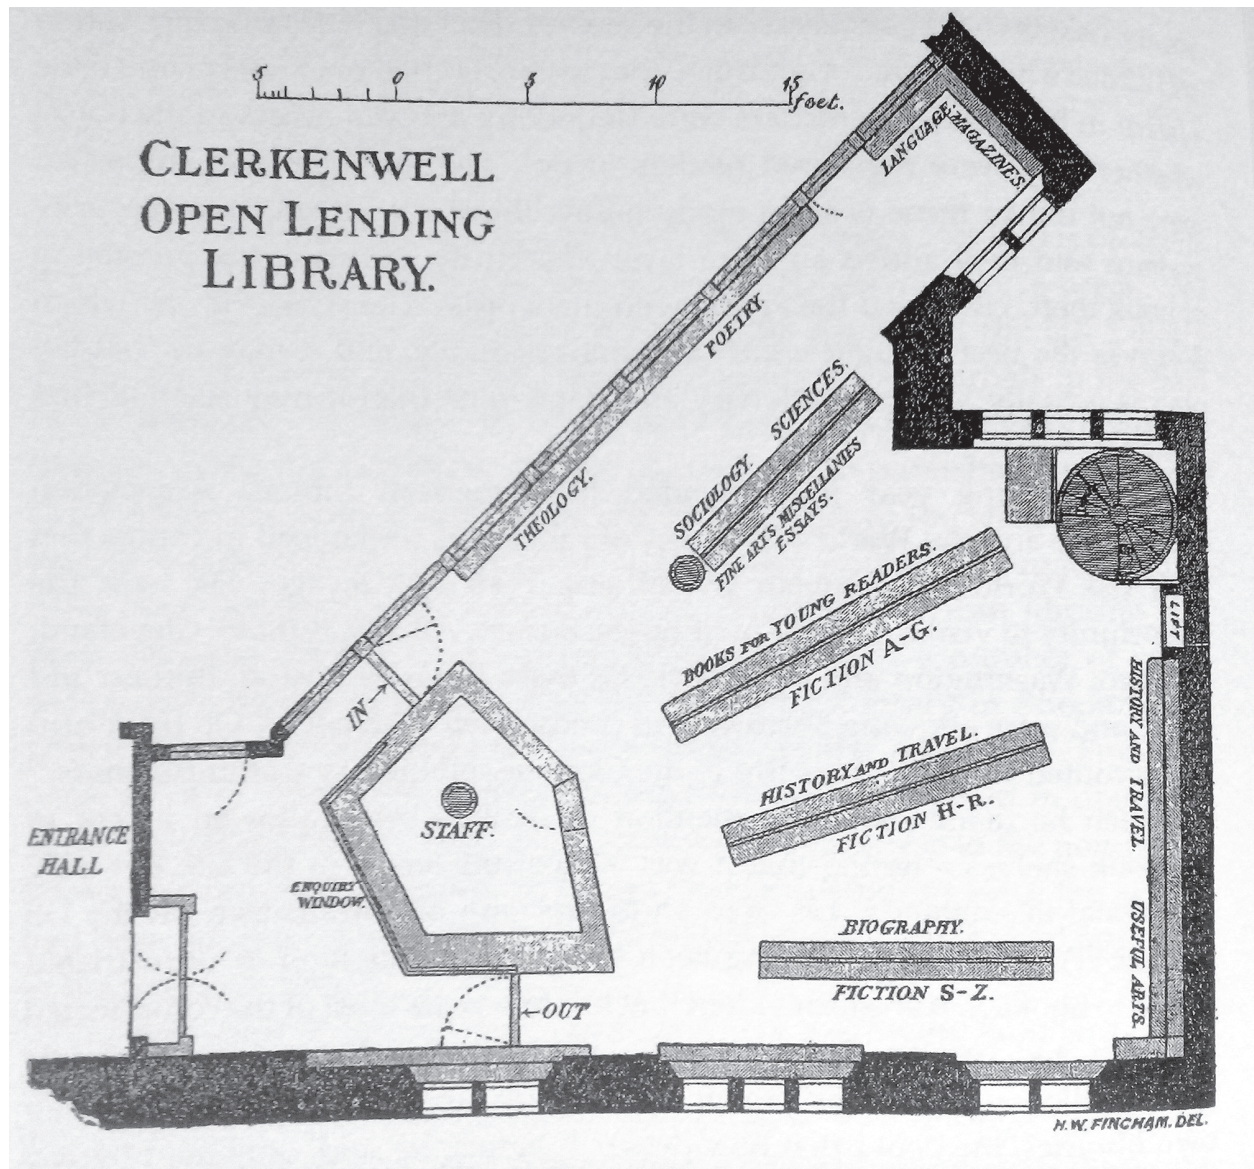 5 0 5 10 15 feet.
CLERKENWELL
OPEN LENDING
LIBRARY.
LANGUAGE.
MAGAZINES.
POETRY.
THEOLOGY.
SOCIOLOGY. SCIENCES.
FINE ARTS MISCELLANIES
ESSAYS.
BOOKS FOR YOUNG READERS.
FICTION A-G.
LIFT
IN→
HISTORY AND TRAVEL.
FICTION H-R.
HISTORY AND TRAVEL.
USEFUL ARTS.
STAFF.
ENTRANCE
HALL
ENQUIRY
WINDOW.
BIOGRAPHY.
FICTION S-Z.
←OUT
H.W. FINCHAM. DEL.